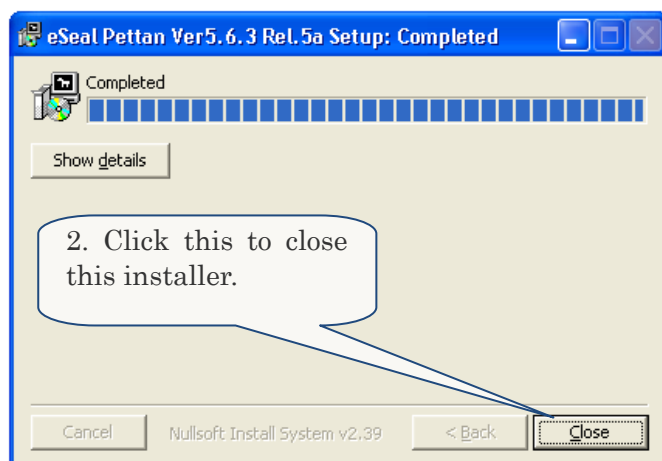 eSeal Pettan Ver5.6.3 Rel.5a Setup: Completed
Completed
Show details
2. Click this to close
this installer.
Cancel
Nullsoft Install System v2.39
< Back
Close